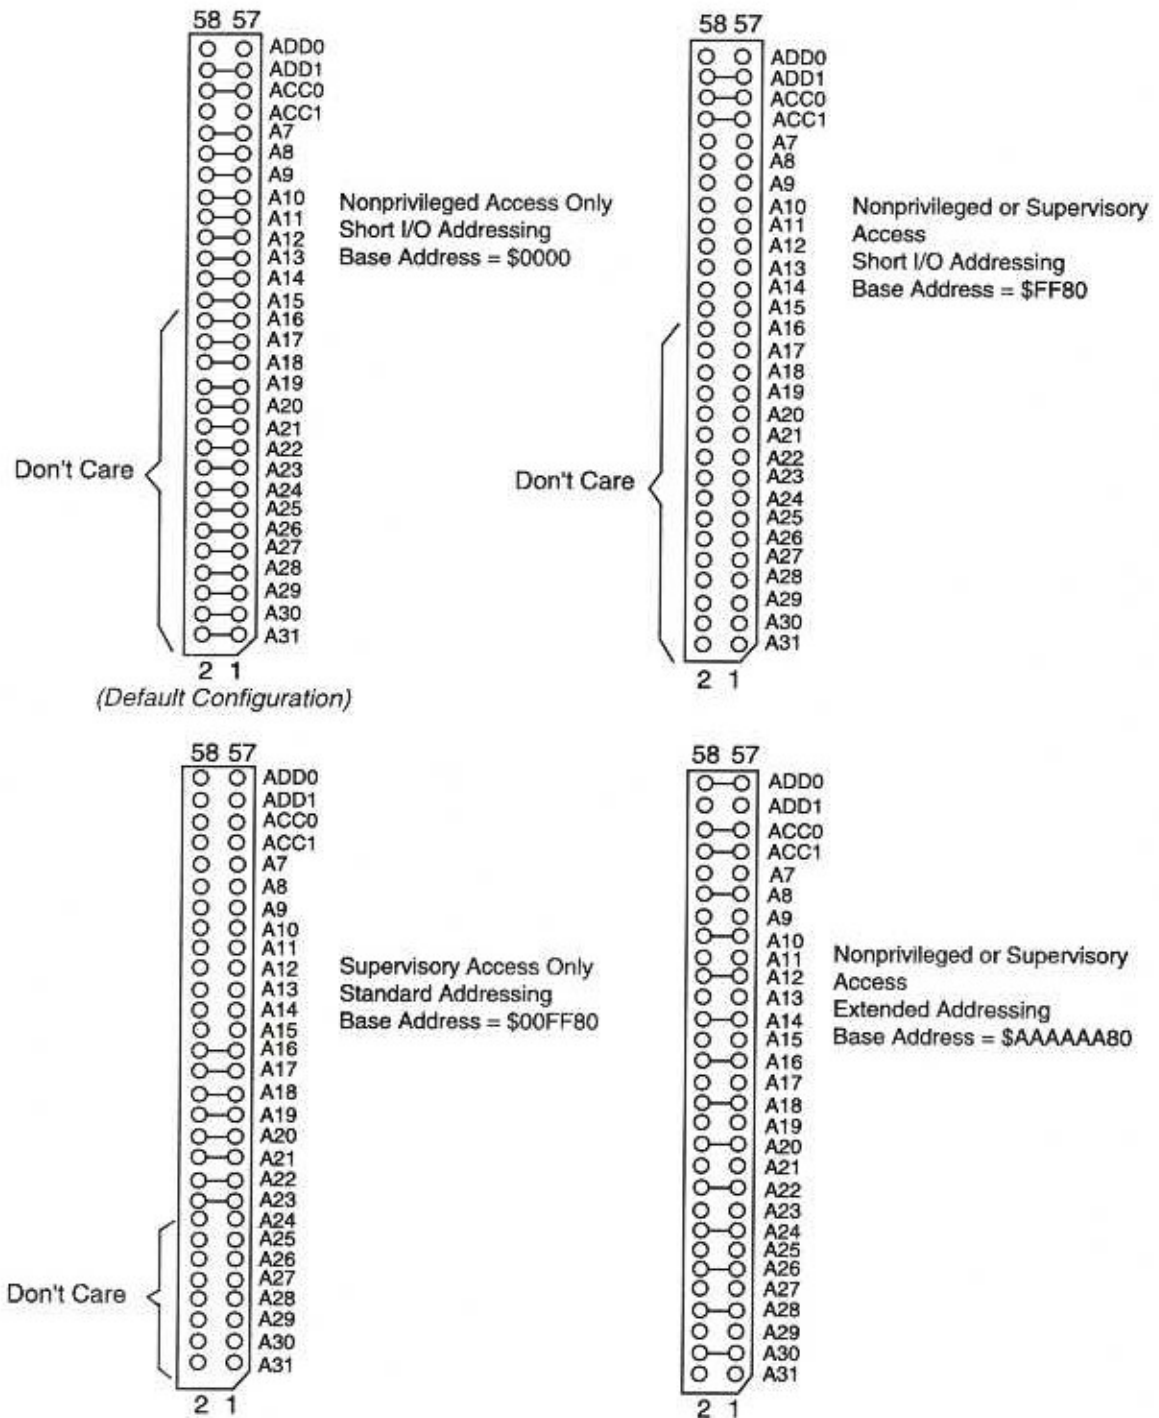 58 57
ADD0
ADD1
ACC0
ACC1
A7
A8
A9
A10
A11
A12
A13
A14
A15
A16
A17
A18
A19
A20
A21
A22
A23
A24
A25
A26
A27
A28
A29
A30
A31
2 1
Nonprivileged Access Only
Short I/O Addressing
Base Address = $0000
Don't Care
(Default Configuration)
58 57
ADD0
ADD1
ACC0
ACC1
A7
A8
A9
A10
A11
A12
A13
A14
A15
A16
A17
A18
A19
A20
A21
A22
A23
A24
A25
A26
A27
A28
A29
A30
A31
2 1
Nonprivileged or Supervisory
Access
Short I/O Addressing
Base Address = $FF80
Don't Care
58 57
ADD0
ADD1
ACC0
ACC1
A7
A8
A9
A10
A11
A12
A13
A14
A15
A16
A17
A18
A19
A20
A21
A22
A23
A24
A25
A26
A27
A28
A29
A30
A31
2 1
Supervisory Access Only
Standard Addressing
Base Address = $00FF80
Don't Care
58 57
ADD0
ADD1
ACC0
ACC1
A7
A8
A9
A10
A11
A12
A13
A14
A15
A16
A17
A18
A19
A20
A21
A22
A23
A24
A25
A26
A27
A28
A29
A30
A31
2 1
Nonprivileged or Supervisory
Access
Extended Addressing
Base Address = $AAAAAA80